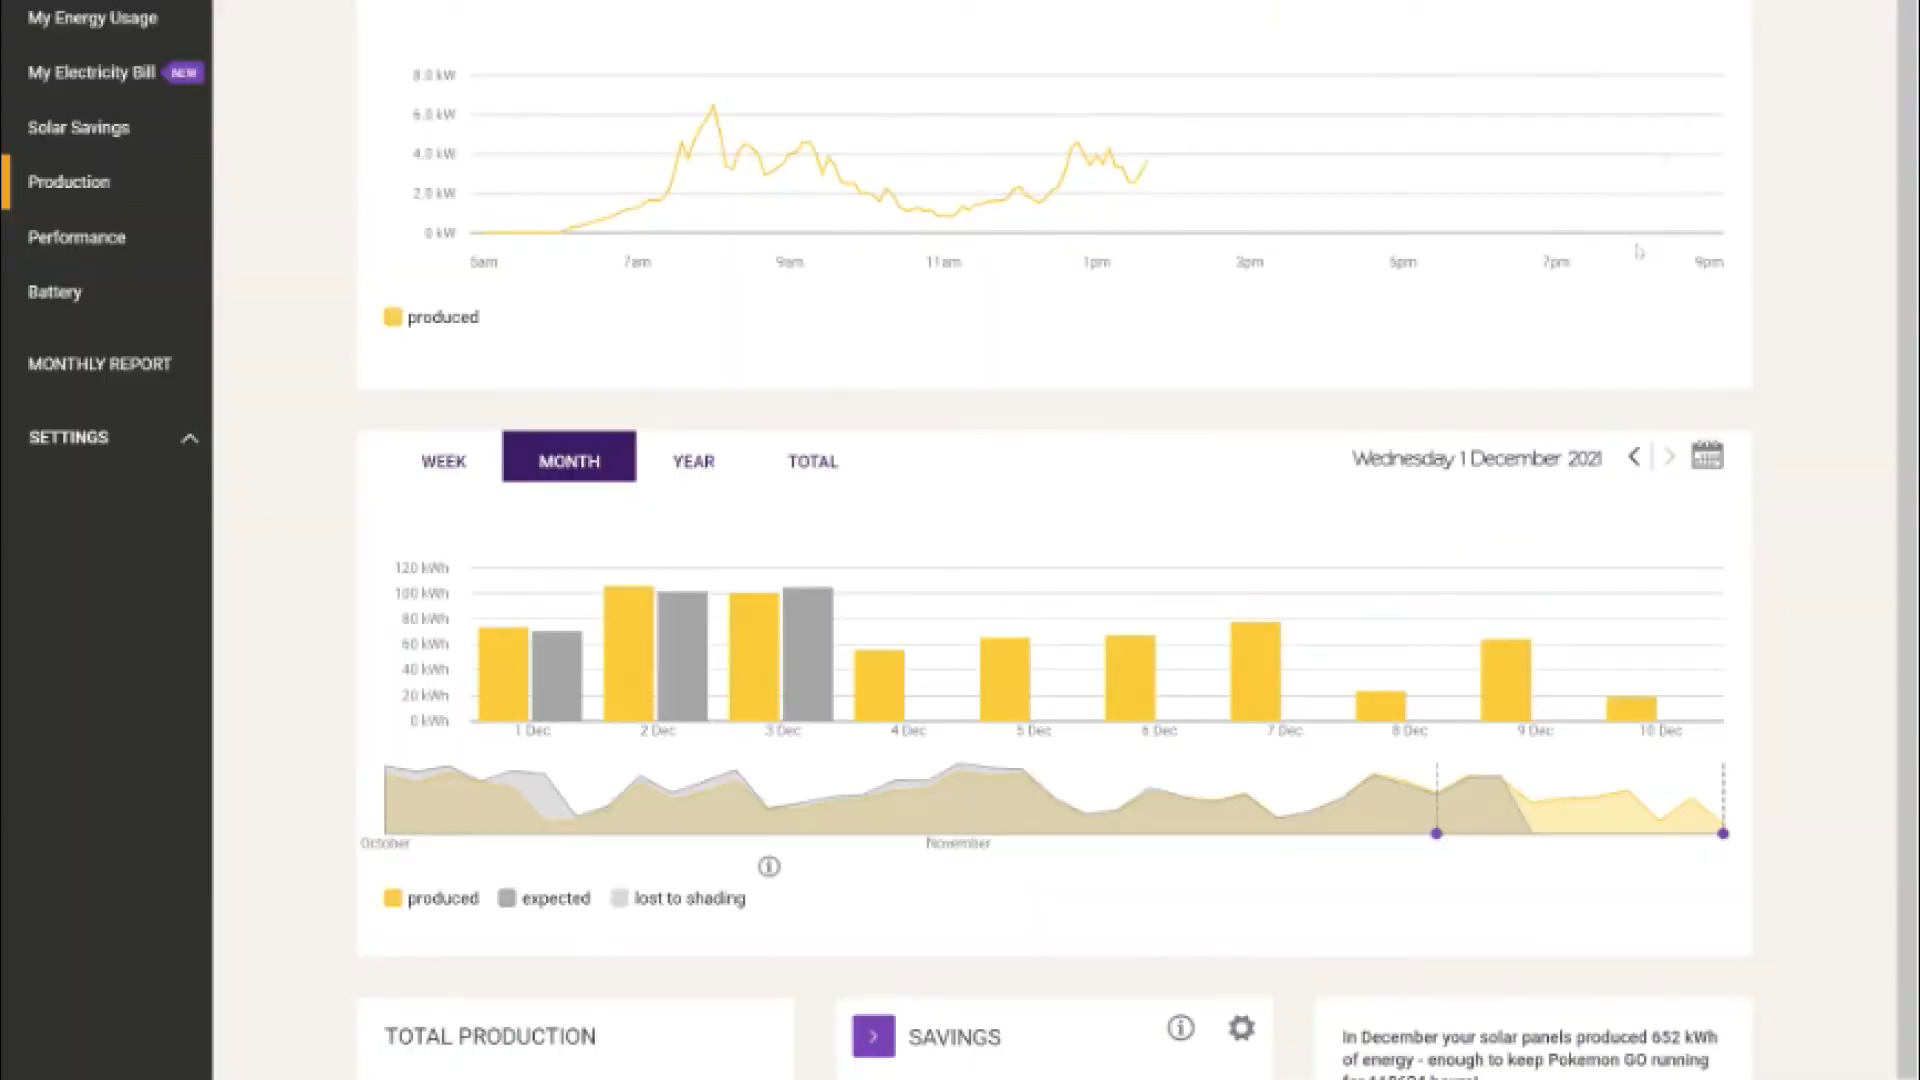 My Energy Usage
My Electricity Bill NEW
Solar Savings
Production
Performance
Battery
MONTHLY REPORT
SETTINGS
8.0 kW
6.0 kW
4.0 kW
2.0 kW
0 kW
5am 7am 9am 11am 1pm 3pm 5pm 7pm 9pm
produced
WEEK MONTH YEAR TOTAL Wednesday 1 December 2021
120 kWh
100 kWh
80 kWh
60 kWh
40 kWh
20 kWh
0 kWh
1 Dec 2 Dec 3 Dec 4 Dec 5 Dec 6 Dec 7 Dec 8 Dec 9 Dec 10 Dec
October November
produced expected lost to shading
TOTAL PRODUCTION
SAVINGS
In December your solar panels produced 652 kWh
of energy - enough to keep Pokemon GO running